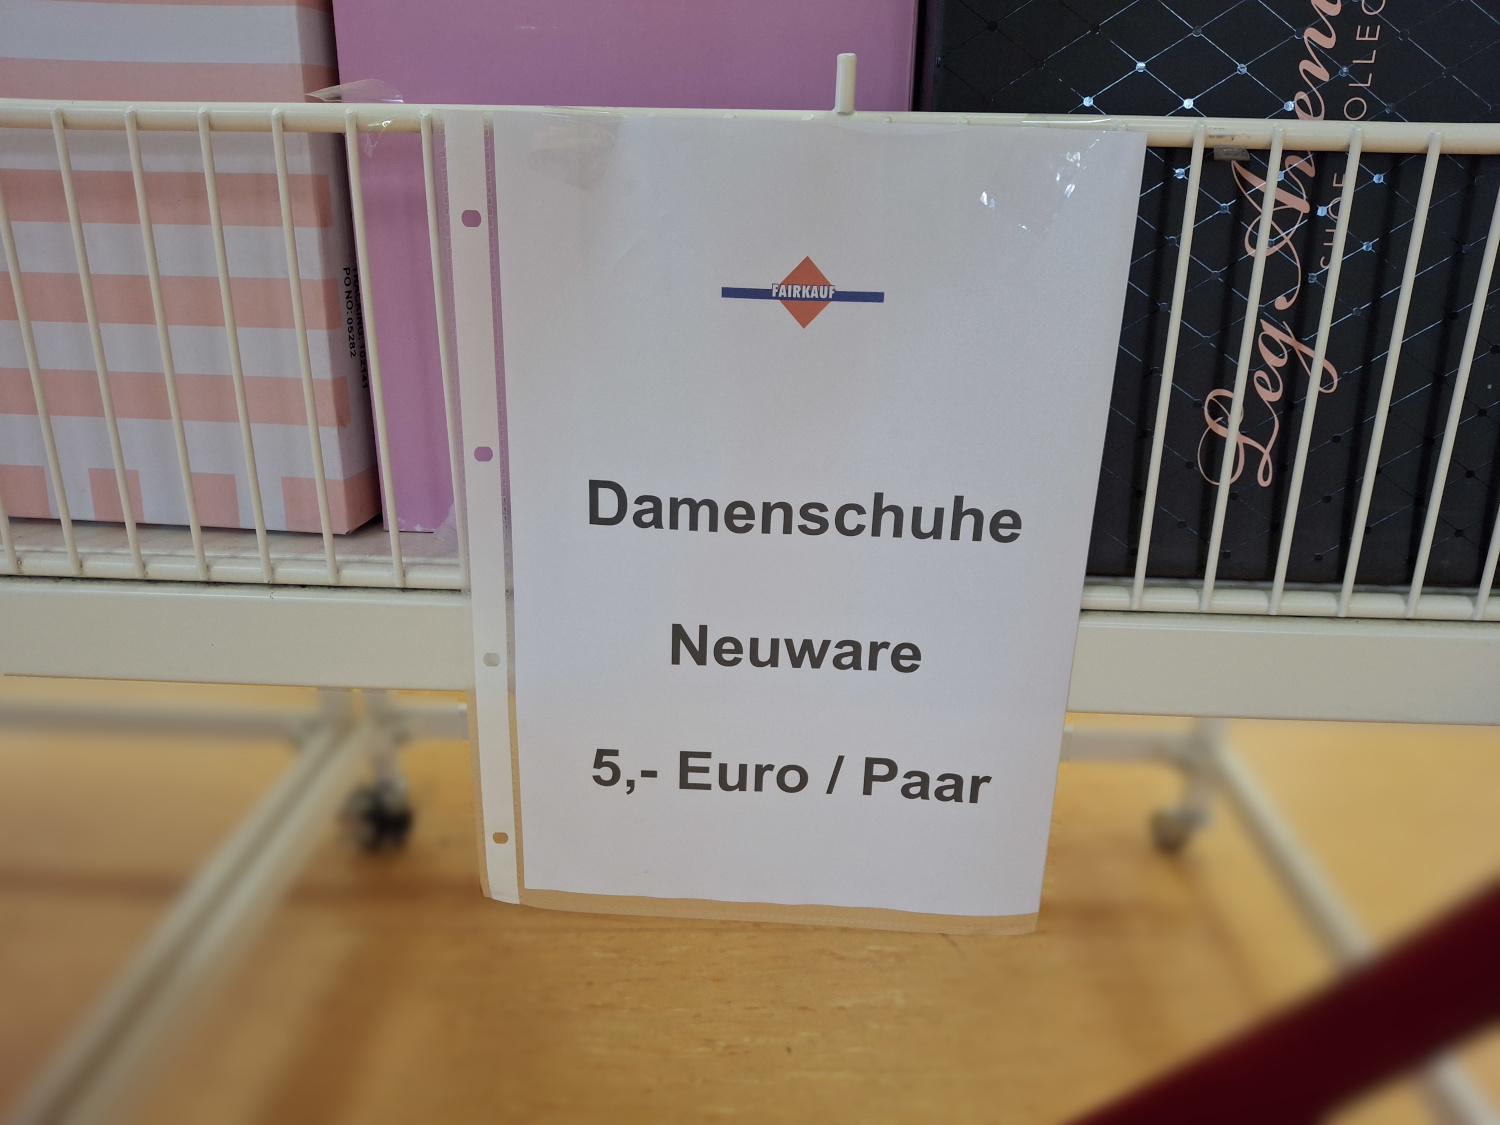 FAIRKAUF
Damenschuhe
Neuware
5,- Euro / Paar
Leg Avenue
SHOE COLLEC
PO NO: 05282